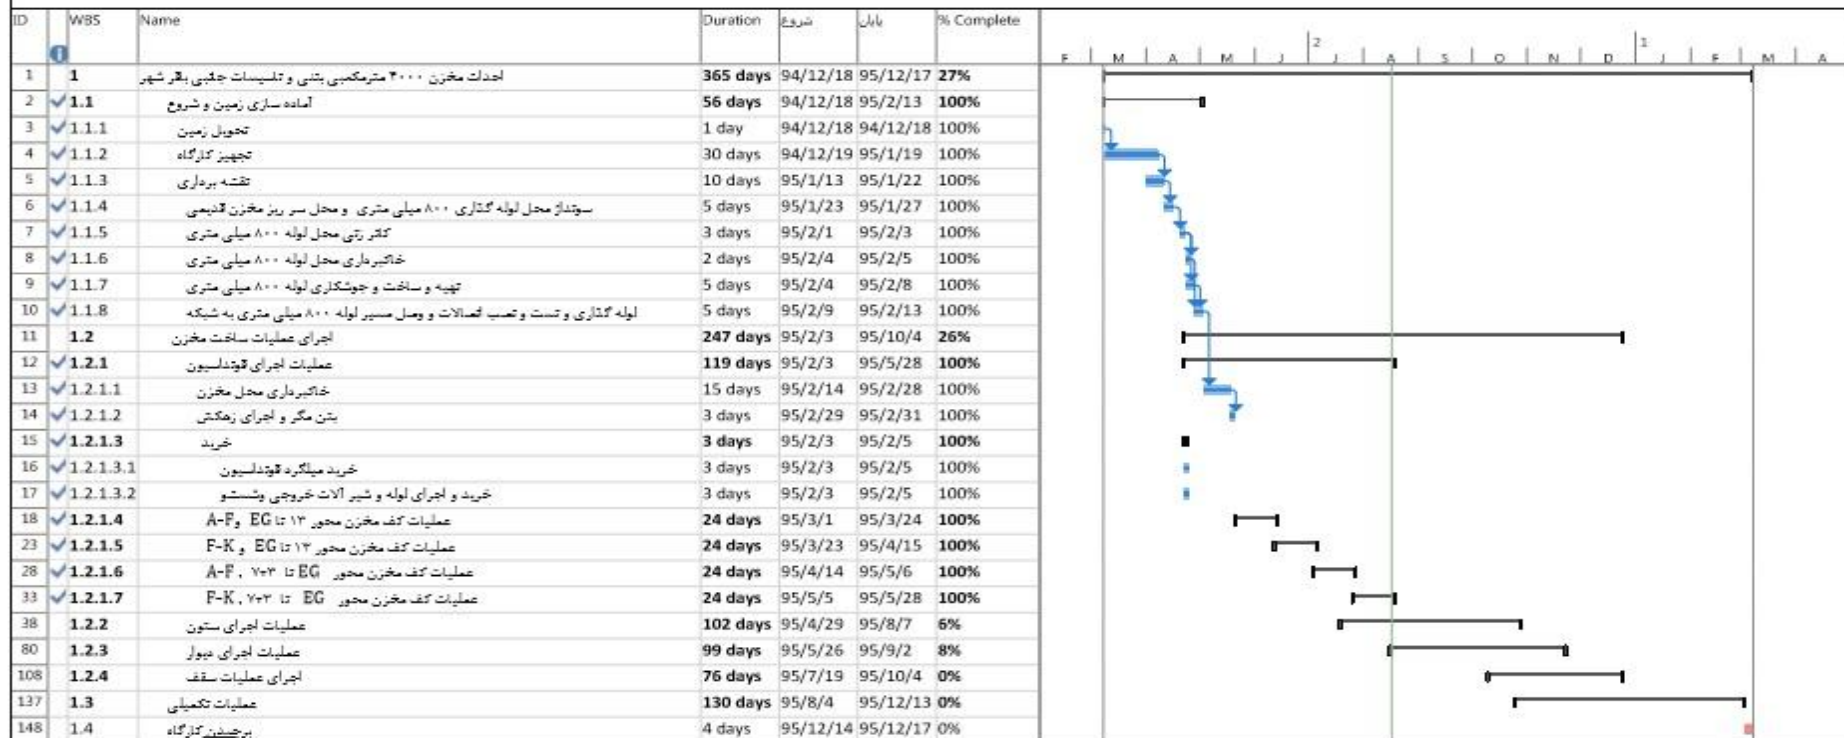 ID WBS Name Duration شروع پایان % Complete
2 1
F M A M J J A S O N D J F M A
1 1 احداث مخزن ۴۰۰۰ مترمکعبی بتنی و تاسیسات جانبی باقر شهر 365 days 94/12/18 95/12/17 27%
2 1.1 آماده سازی زمین و شروع 56 days 94/12/18 95/2/13 100%
3 1.1.1 تحویل زمین 1 day 94/12/18 94/12/18 100%
4 1.1.2 تجهیز کارگاه 30 days 94/12/19 95/1/19 100%
5 1.1.3 نقشه برداری 10 days 95/1/13 95/1/22 100%
6 1.1.4 سونداژ محل لوله گذاری ۸۰۰ میلی متری و محل سر ریز مخزن قدیمی 5 days 95/1/23 95/1/27 100%
7 1.1.5 کاتر زنی محل لوله ۸۰۰ میلی متری 3 days 95/2/1 95/2/3 100%
8 1.1.6 خاکبرداری محل لوله ۸۰۰ میلی متری 2 days 95/2/4 95/2/5 100%
9 1.1.7 تهیه و ساخت و جوشکاری لوله ۸۰۰ میلی متری 5 days 95/2/4 95/2/8 100%
10 1.1.8 لوله گذاری و تست و نصب اتصالات و وصل مسیر لوله ۸۰۰ میلی متری به شبکه 5 days 95/2/9 95/2/13 100%
11 1.2 اجرای عملیات ساخت مخزن 247 days 95/2/3 95/10/4 26%
12 1.2.1 عملیات اجرای فونداسیون 119 days 95/2/3 95/5/28 100%
13 1.2.1.1 خاکبرداری محل مخزن 15 days 95/2/14 95/2/28 100%
14 1.2.1.2 بتن مگر و اجرای زهکش 3 days 95/2/29 95/2/31 100%
15 1.2.1.3 خرید 3 days 95/2/3 95/2/5 100%
16 1.2.1.3.1 خرید میلگرد فونداسیون 3 days 95/2/3 95/2/5 100%
17 1.2.1.3.2 خرید و اجرای لوله و شیر آلات خروجی وشستو 3 days 95/2/3 95/2/5 100%
18 1.2.1.4 عملیات کف مخزن محور ۱۳ تا EG و A-F 24 days 95/3/1 95/3/24 100%
23 1.2.1.5 عملیات کف مخزن محور ۱۳ تا EG و F-K 24 days 95/3/23 95/4/15 100%
28 1.2.1.6 عملیات کف مخزن محور EG تا ۷+۳ , A-F 24 days 95/4/14 95/5/6 100%
33 1.2.1.7 عملیات کف مخزن محور EG تا ۷+۳ , F-K 24 days 95/5/5 95/5/28 100%
38 1.2.2 عملیات اجرای ستون 102 days 95/4/29 95/8/7 6%
80 1.2.3 عملیات اجرای دیوار 99 days 95/5/26 95/9/2 8%
108 1.2.4 اجرای عملیات سقف 76 days 95/7/19 95/10/4 0%
137 1.3 عملیات تکمیلی 130 days 95/8/4 95/12/13 0%
148 1.4 برچیدن کارگاه 4 days 95/12/14 95/12/17 0%